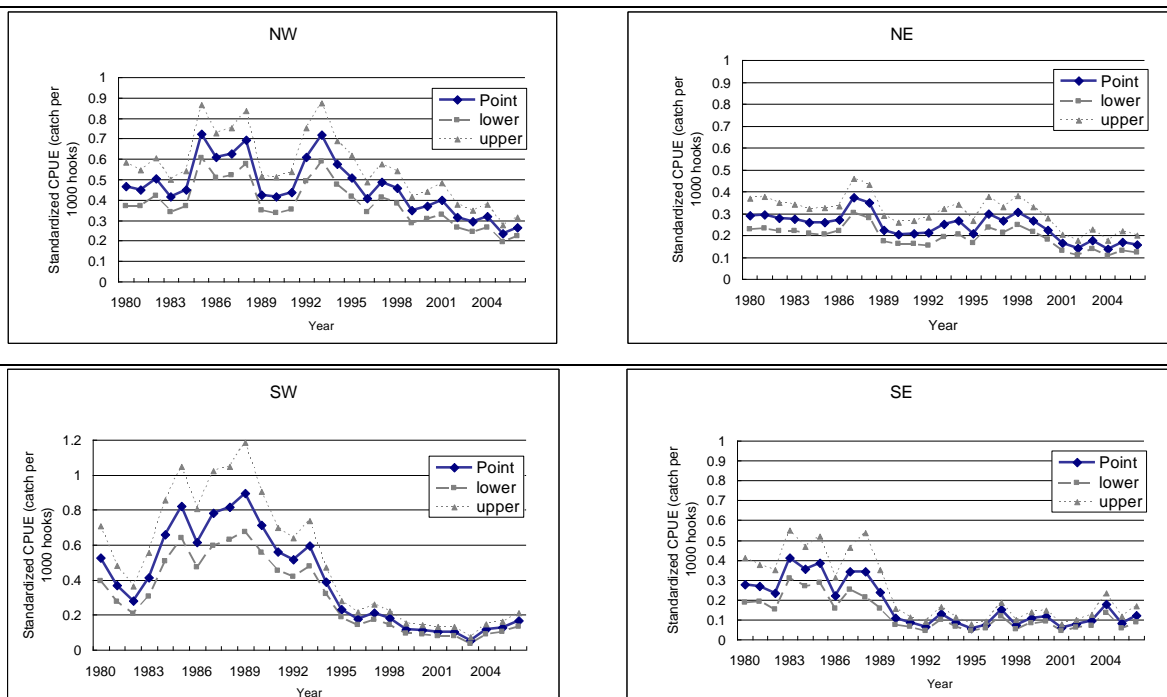 NW
Standardized CPUE (catch per
1000 hooks)
1
0.9
0.8
0.7
0.6
0.5
0.4
0.3
0.2
0.1
0
1980 1983 1986 1989 1992 1995 1998 2001 2004
Year
Point
lower
upper
NE
Standardized CPUE (catch per
1000 hooks)
1
0.9
0.8
0.7
0.6
0.5
0.4
0.3
0.2
0.1
0
1980 1983 1986 1989 1992 1995 1998 2001 2004
Year
Point
lower
upper
SW
Standardized CPUE (catch per
1000 hooks)
1.2
1
0.8
0.6
0.4
0.2
0
1980 1983 1986 1989 1992 1995 1998 2001 2004
Year
Point
lower
upper
SE
Standardized CPUE (catch per
1000 hooks)
1
0.9
0.8
0.7
0.6
0.5
0.4
0.3
0.2
0.1
0
1980 1983 1986 1989 1992 1995 1998 2001 2004
Year
Point
lower
upper